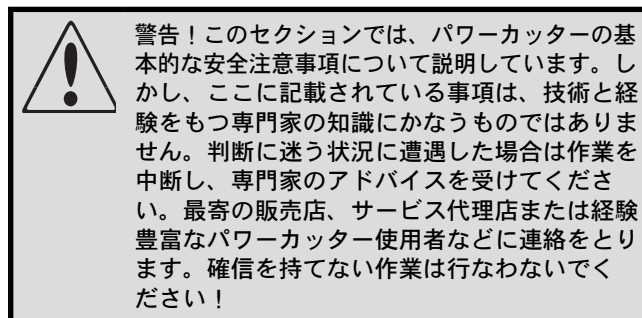 警告！このセクションでは、パワーカッターの基
本的な安全注意事項について説明しています。し
かし、ここに記載されている事項は、技術と経
験をもつ専門家の知識にかなうものではありま
せん。判断に迷う状況に遭遇した場合は作業を
中断し、専門家のアドバイスを受けてくださ
い。最寄の販売店、サービス代理店または経験
豊富なパワーカッター使用者などに連絡をとり
ます。確信を持てない作業は行なわないでく
ださい！